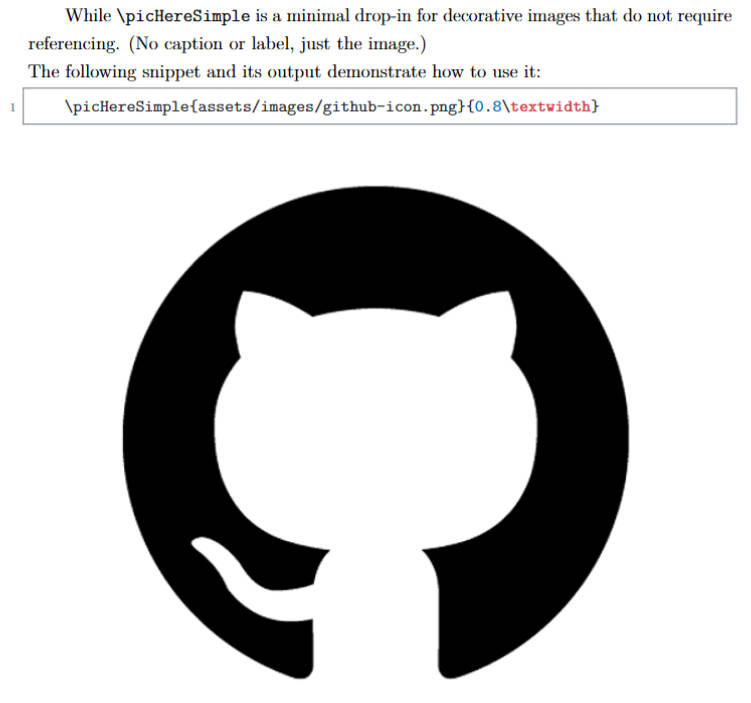 While \picHereSimple is a minimal drop-in for decorative images that do not require
referencing. (No caption or label, just the image.)
The following snippet and its output demonstrate how to use it:
1 \picHereSimple{assets/images/github-icon.png}{0.8\textwidth}